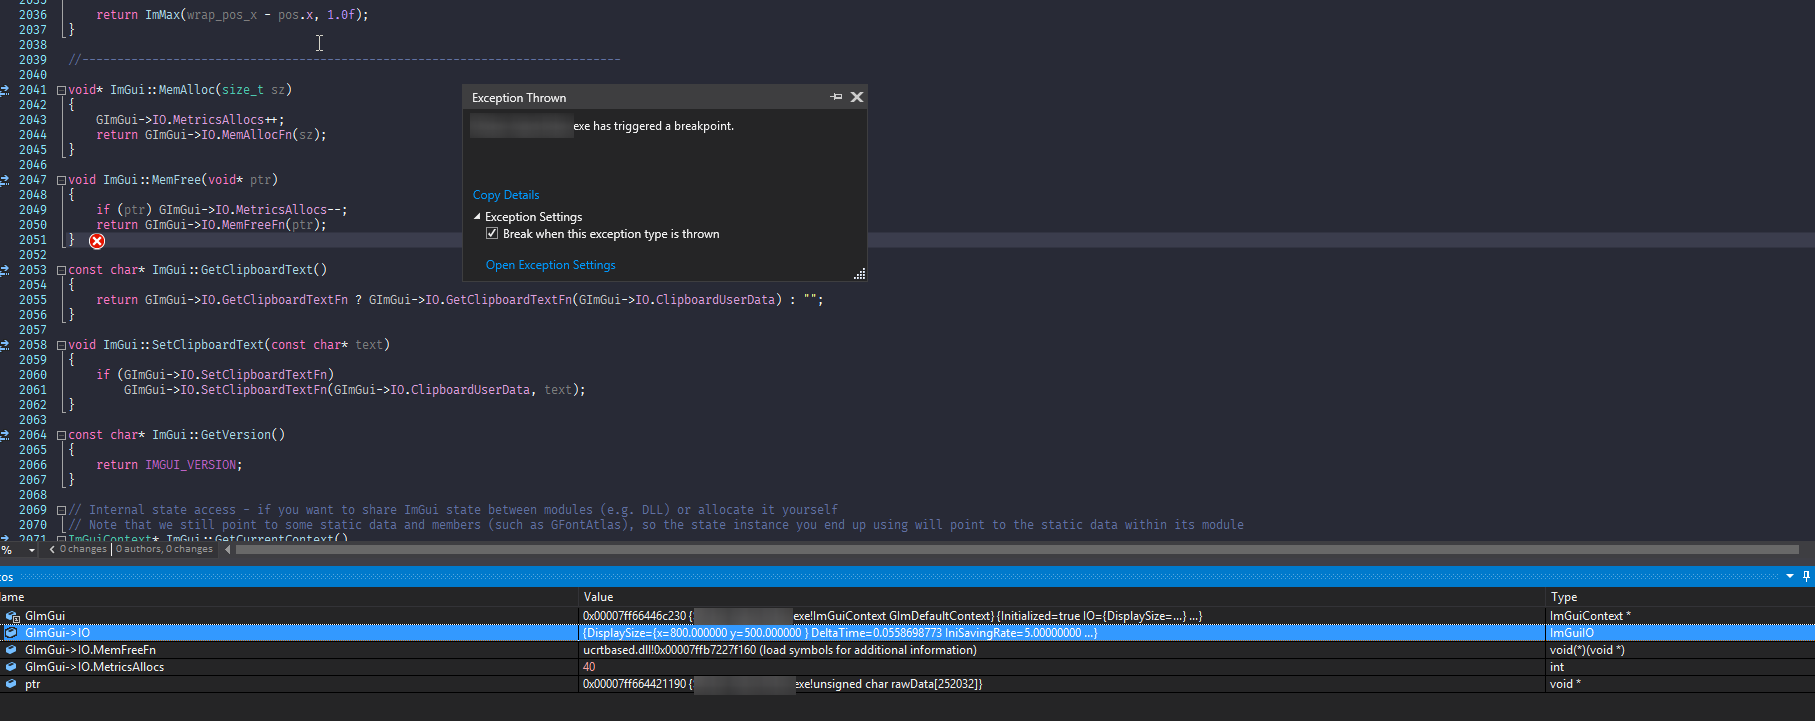 2035
2036 return ImMax(wrap_pos_x - pos.x, 1.0f);
2037 }
2038
2039 //-----------------------------------------------------------------------------
2040
2041 void* ImGui::MemAlloc(size_t sz)
2042 {
2043 GImGui->IO.MetricsAllocs++;
2044 return GImGui->IO.MemAllocFn(sz);
2045 }
2046
2047 void ImGui::MemFree(void* ptr)
2048 {
2049 if (ptr) GImGui->IO.MetricsAllocs--;
2050 return GImGui->IO.MemFreeFn(ptr);
2051 }
2052
2053 const char* ImGui::GetClipboardText()
2054 {
2055 return GImGui->IO.GetClipboardTextFn ? GImGui->IO.GetClipboardTextFn(GImGui->IO.ClipboardUserData) : "";
2056 }
2057
2058 void ImGui::SetClipboardText(const char* text)
2059 {
2060 if (GImGui->IO.SetClipboardTextFn)
2061 GImGui->IO.SetClipboardTextFn(GImGui->IO.ClipboardUserData, text);
2062 }
2063
2064 const char* ImGui::GetVersion()
2065 {
2066 return IMGUI_VERSION;
2067 }
2068
2069 // Internal state access - if you want to share ImGui state between modules (e.g. DLL) or allocate it yourself
2070 // Note that we still point to some static data and members (such as GFontAtlas), so the state instance you end up using will point to the static data within its module
2071 ImGuiContext* ImGui::GetCurrentContext()
Exception Thrown
exe has triggered a breakpoint.
Copy Details
Exception Settings
Break when this exception type is thrown
Open Exception Settings
% 0 changes | 0 authors, 0 changes
tos
ame Value Type
GImGui 0x00007ff66446c230 { exe!ImGuiContext GImDefaultContext} {Initialized=true IO={DisplaySize=...} ...} ImGuiContext *
GImGui->IO {DisplaySize={x=800.000000 y=500.000000 } DeltaTime=0.0558698773 IniSavingRate=5.00000000 ...} ImGuiIO
GImGui->IO.MemFreeFn ucrtbased.dll!0x00007ffb7227f160 (load symbols for additional information) void(*)(void *)
GImGui->IO.MetricsAllocs 40 int
ptr 0x00007ff664421190 { exe!unsigned char rawData[252032]} void *